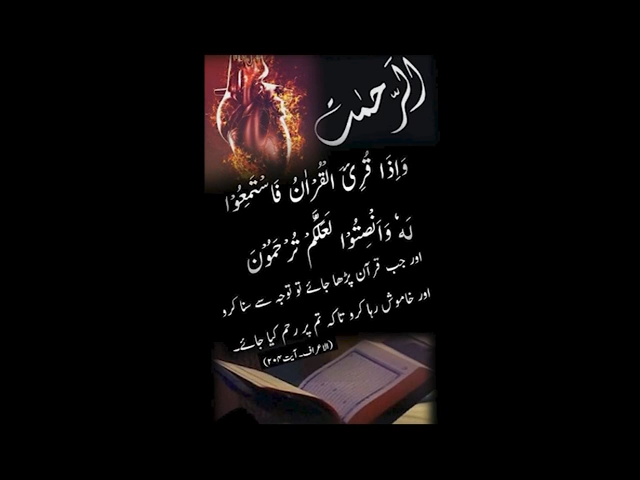 الرَّحمٰن
وَاِذَا قُرِئَ الْقُرْاٰنُ فَاسْتَمِعُوْا
لَهٗ وَاَنْصِتُوْا لَعَلَّكُمْ تُرْحَمُوْنَ
اور جب قرآن پڑھا جائے تو توجہ سے سنا کرو
اور خاموش رہا کرو تاکہ تم پر رحم کیا جائے۔
(الاعراف۔ آیت ۲۰۴)